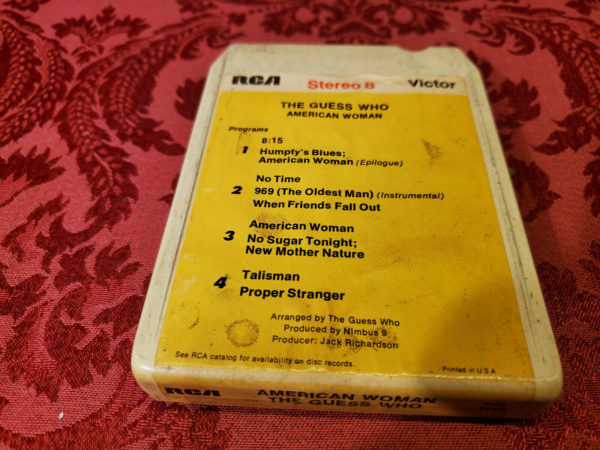 RCA Stereo 8 Victor
THE GUESS WHO
AMERICAN WOMAN
Programs
8:15
1 Humpty's Blues;
American Woman (Epilogue)
No Time
2 969 (The Oldest Man) (Instrumental)
When Friends Fall Out
American Woman
3 No Sugar Tonight;
New Mother Nature
Talisman
4 Proper Stranger
Arranged by The Guess Who
Produced by Nimbus 9
Producer: Jack Richardson
See RCA catalog for availability on disc records.
Printed in U S A
RCA AMERICAN WOMAN
THE GUESS WHO